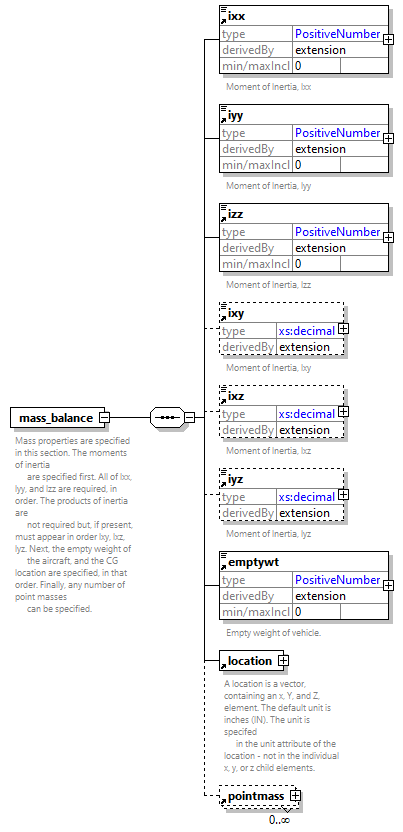 ixx
type PositiveNumber
derivedBy extension
min/maxIncl 0
Moment of Inertia, Ixx
iyy
type PositiveNumber
derivedBy extension
min/maxIncl 0
Moment of Inertia, Iyy
izz
type PositiveNumber
derivedBy extension
min/maxIncl 0
Moment of Inertia, Izz
ixy
type xs:decimal
derivedBy extension
Moment of Inertia, Ixy
ixz
type xs:decimal
derivedBy extension
Moment of Inertia, Ixz
iyz
type xs:decimal
derivedBy extension
Moment of Inertia, Iyz
mass_balance
Mass properties are specified
in this section. The moments
of inertia
are specified first. All of Ixx,
Iyy, and Izz are required, in
order. The products of inertia
are
not required but, if present,
must appear in order Ixy, Ixz,
Iyz. Next, the empty weight of
the aircraft, and the CG
location are specified, in that
order. Finally, any number of
point masses
can be specified.
emptywt
type PositiveNumber
derivedBy extension
min/maxIncl 0
Empty weight of vehicle.
location
A location is a vector,
containing an x, Y, and Z,
element. The default unit is
inches (IN). The unit is
specifed
in the unit attribute of the
location - not in the individual
x, y, or z child elements.
pointmass
0..∞